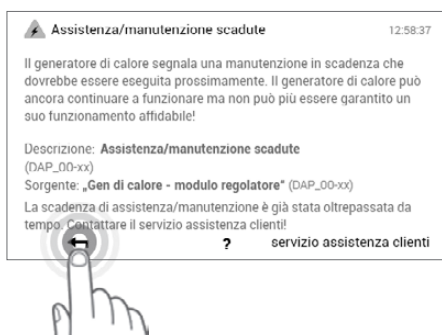 Assistenza/manutenzione scadute 12:58:37
Il generatore di calore segnala una manutenzione in scadenza che
dovrebbe essere eseguita prossimamente. Il generatore di calore può
ancora continuare a funzionare ma non può più essere garantito un
suo funzionamento affidabile!
Descrizione: Assistenza/manutenzione scadute
(DAP_00-xx)
Sorgente: „Gen di calore - modulo regolatore“ (DAP_00-xx)
La scadenza di assistenza/manutenzione è già stata oltrepassata da
tempo. Contattare il servizio assistenza clienti!
? servizio assistenza clienti